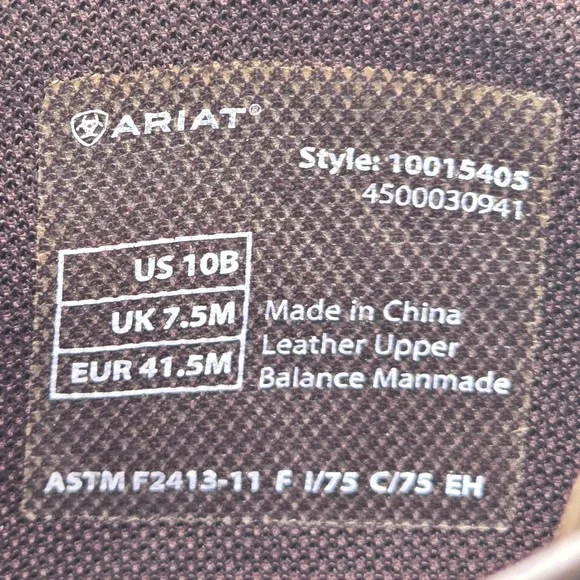 ARIAT®
Style: 10015405
4500030941
US 10B
UK 7.5M
EUR 41.5M
Made in China
Leather Upper
Balance Manmade
ASTM F2413-11 F I/75 C/75 EH